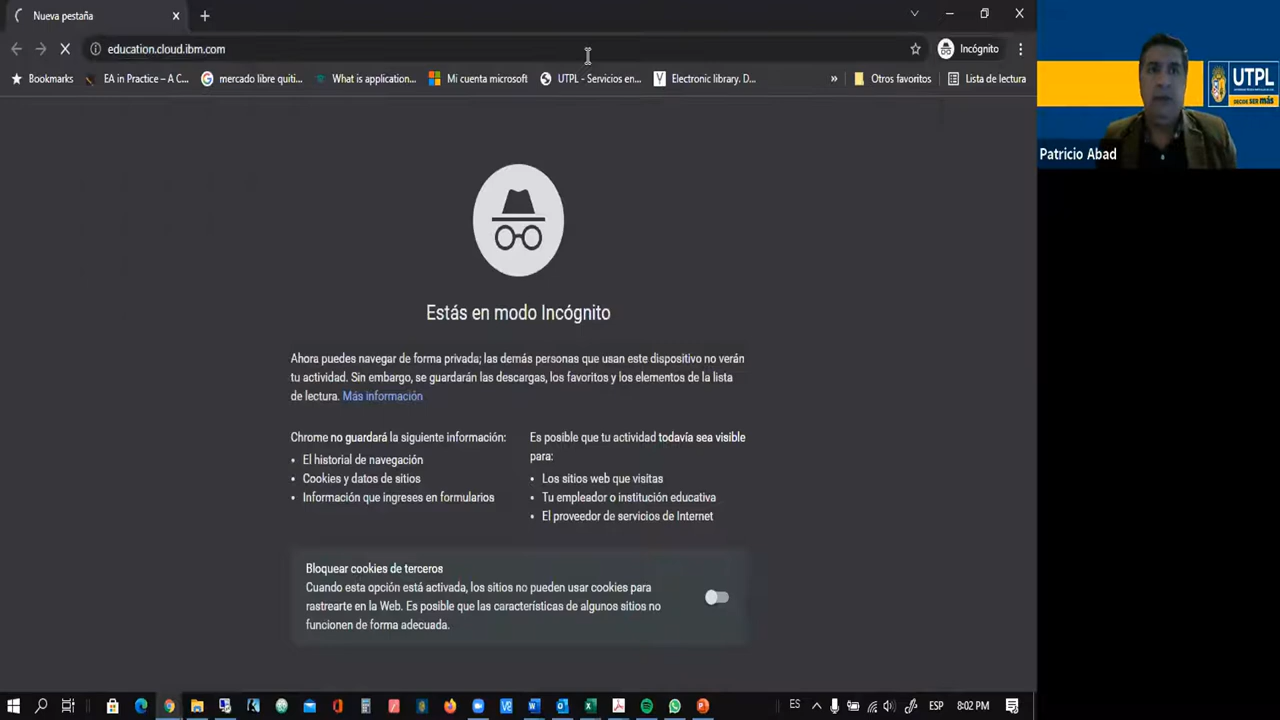 Nueva pestaña
education.cloud.ibm.com
Incógnito
Bookmarks
EA in Practice – A C...
mercado libre quiti...
What is application...
Mi cuenta microsoft
UTPL - Servicios en...
Electronic library. D...
»
Otros favoritos
Lista de lectura
UTPL
DECIDE SER más
Patricio Abad
Estás en modo Incógnito
Ahora puedes navegar de forma privada; las demás personas que usan este dispositivo no verán
tu actividad. Sin embargo, se guardarán las descargas, los favoritos y los elementos de la lista
de lectura. Más información
Chrome no guardará la siguiente información:
• El historial de navegación
• Cookies y datos de sitios
• Información que ingreses en formularios
Es posible que tu actividad todavía sea visible
para:
• Los sitios web que visitas
• Tu empleador o institución educativa
• El proveedor de servicios de Internet
Bloquear cookies de terceros
Cuando esta opción está activada, los sitios no pueden usar cookies para
rastrearte en la Web. Es posible que las características de algunos sitios no
funcionen de forma adecuada.
ES
ESP
8:02 PM